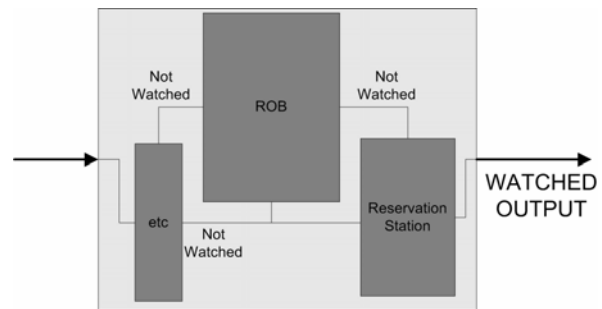 Not
Watched
Not
Watched
ROB
etc
Reservation
Station
WATCHED
OUTPUT
Not
Watched